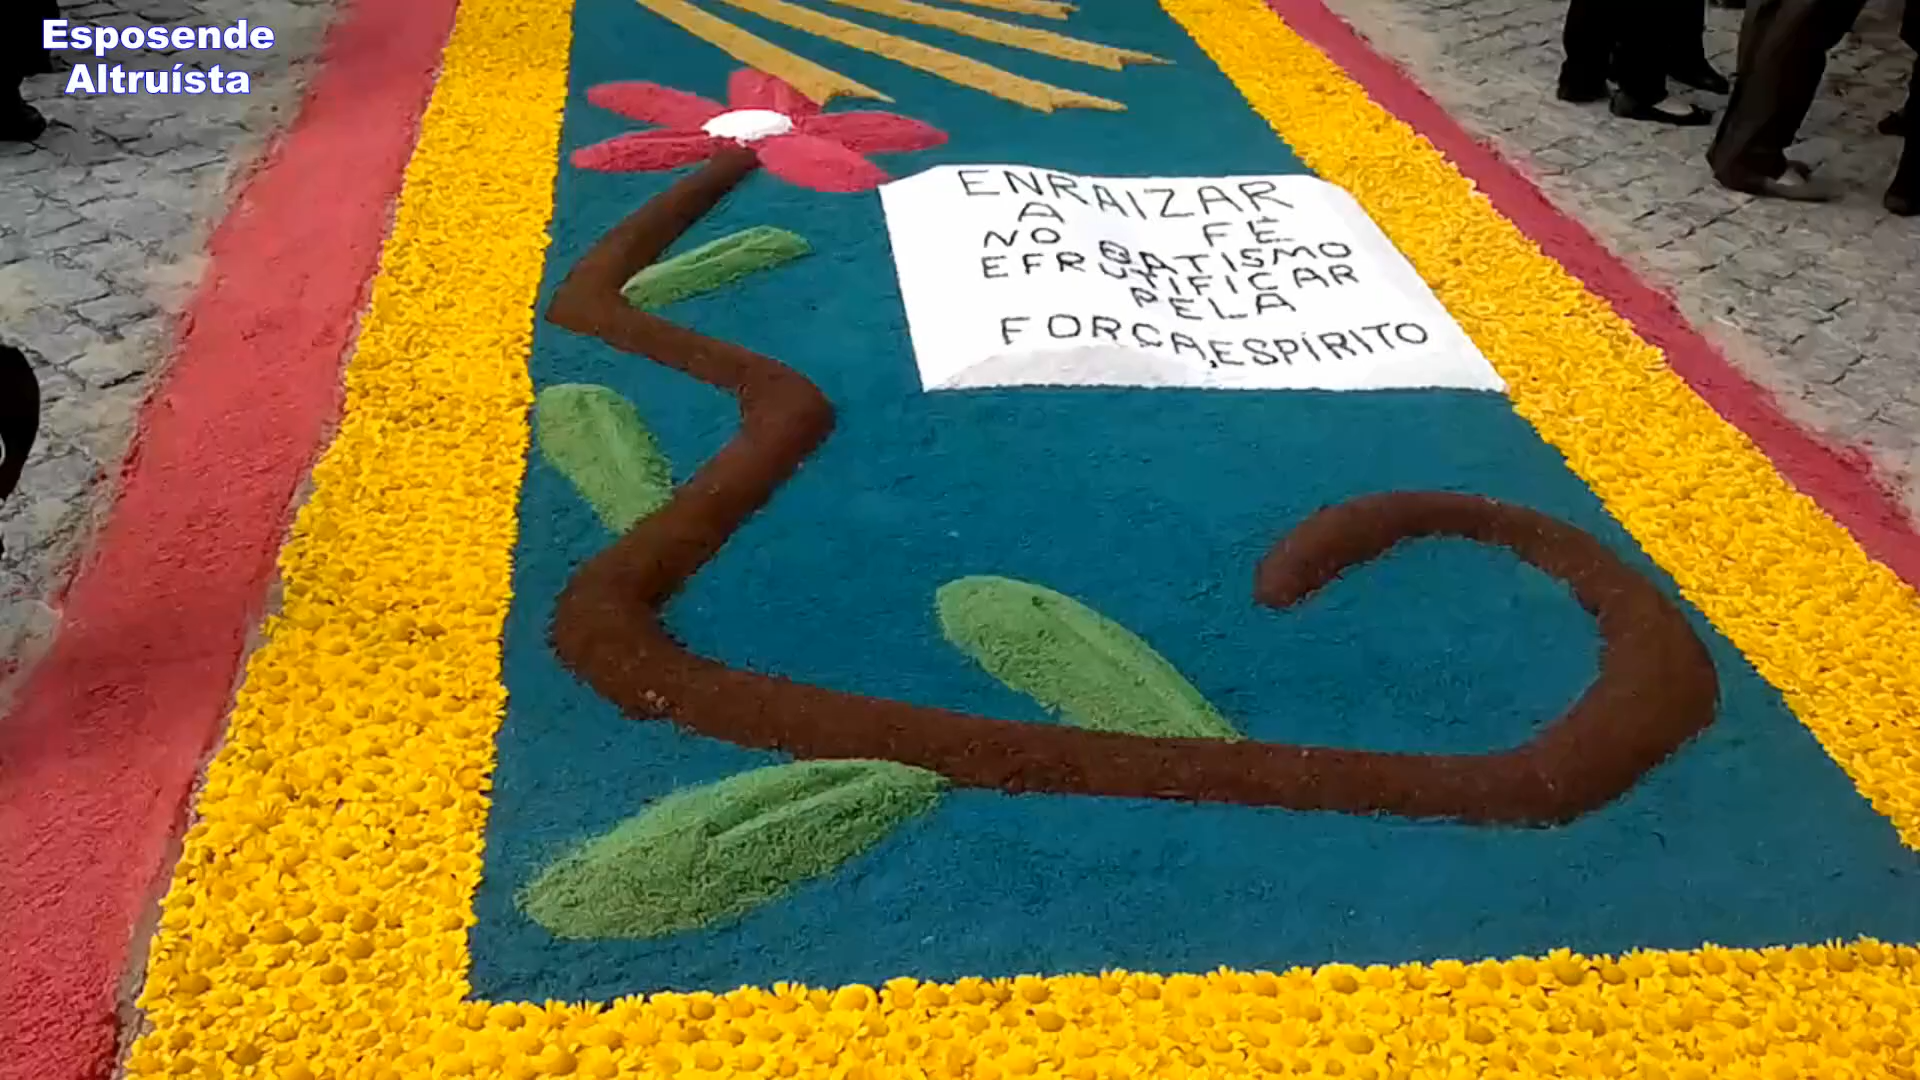 Esposende
Altruísta
ENRAIZAR
A FÉ
NO BATISMO
E FRUTIFICAR
PELA
FORÇA, ESPÍRITO